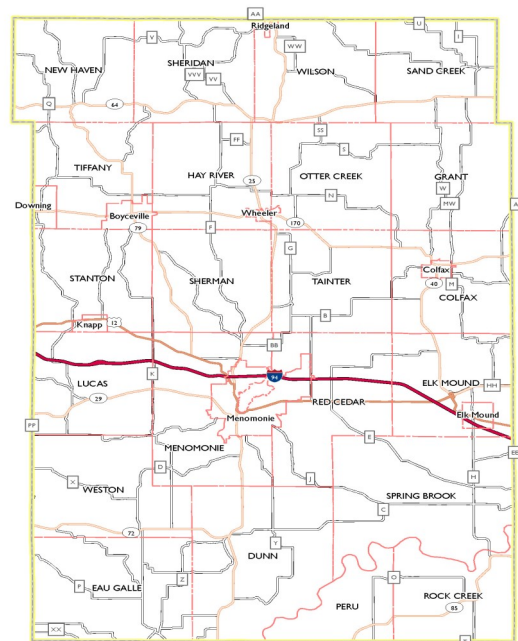 AA
Ridgeland
U
V
I
WW
SHERIDAN
NEW HAVEN
VVV
VV
WILSON
SAND CREEK
Q
64
SS
FF
S
TIFFANY
HAY RIVER
OTTER CREEK
GRANT
25
W
N
MW
Downing
Boyceville
Wheeler
A
79
F
170
G
Colfax
STANTON
SHERMAN
TAINTER
40
M
COLFAX
B
Knapp
12
BB
94
K
LUCAS
ELK MOUND
HH
29
RED CEDAR
Menomonie
Elk Mound
PP
E
MENOMONIE
EE
D
H
X
WESTON
J
SPRING BROOK
C
72
Y
DUNN
Z
P
EAU GALLE
O
ROCK CREEK
PERU
85
XX